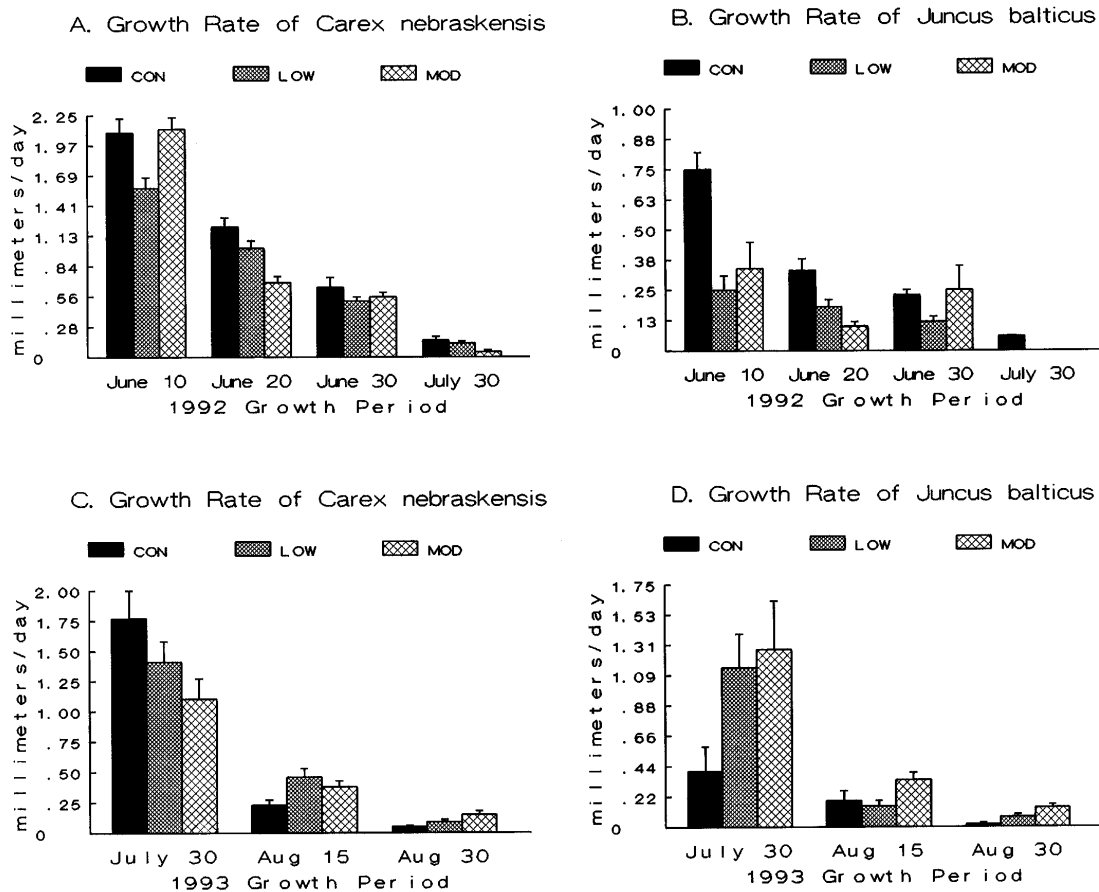 A. Growth Rate of Carex nebraskensis
CON LOW MOD
millimeters/day
2.25
1.97
1.69
1.41
1.13
.84
.56
.28
0
June 10 June 20 June 30 July 30
1992 Growth Period
B. Growth Rate of Juncus balticus
CON LOW MOD
millimeters/day
1.00
.88
.75
.63
.50
.38
.25
.13
0
June 10 June 20 June 30 July 30
1992 Growth Period
C. Growth Rate of Carex nebraskensis
CON LOW MOD
millimeters/day
2.00
1.75
1.50
1.25
1.00
.75
.50
.25
0
July 30 Aug 15 Aug 30
1993 Growth Period
D. Growth Rate of Juncus balticus
CON LOW MOD
millimeters/day
1.75
1.53
1.31
1.09
.88
.66
.44
.22
0
July 30 Aug 15 Aug 30
1993 Growth Period